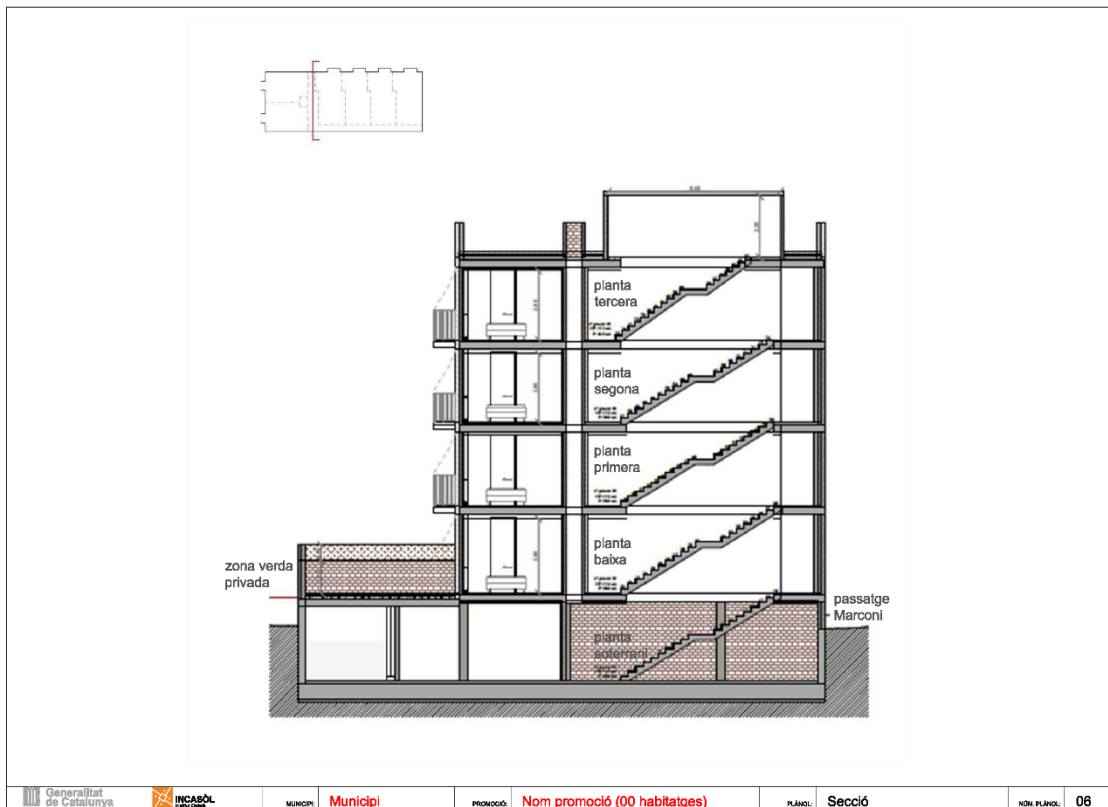 planta
tercera
planta
segona
planta
primera
planta
baixa
zona verda
privada
passatge
Marconi
planta
soterrani
Generalitat
de Catalunya
INCASÒL
MUNICIPI: Municipi
PROMOCIÓ: Nom promoció (00 habitatges)
PLÀNOL: Secció
NÚM. PLÀNOL: 06